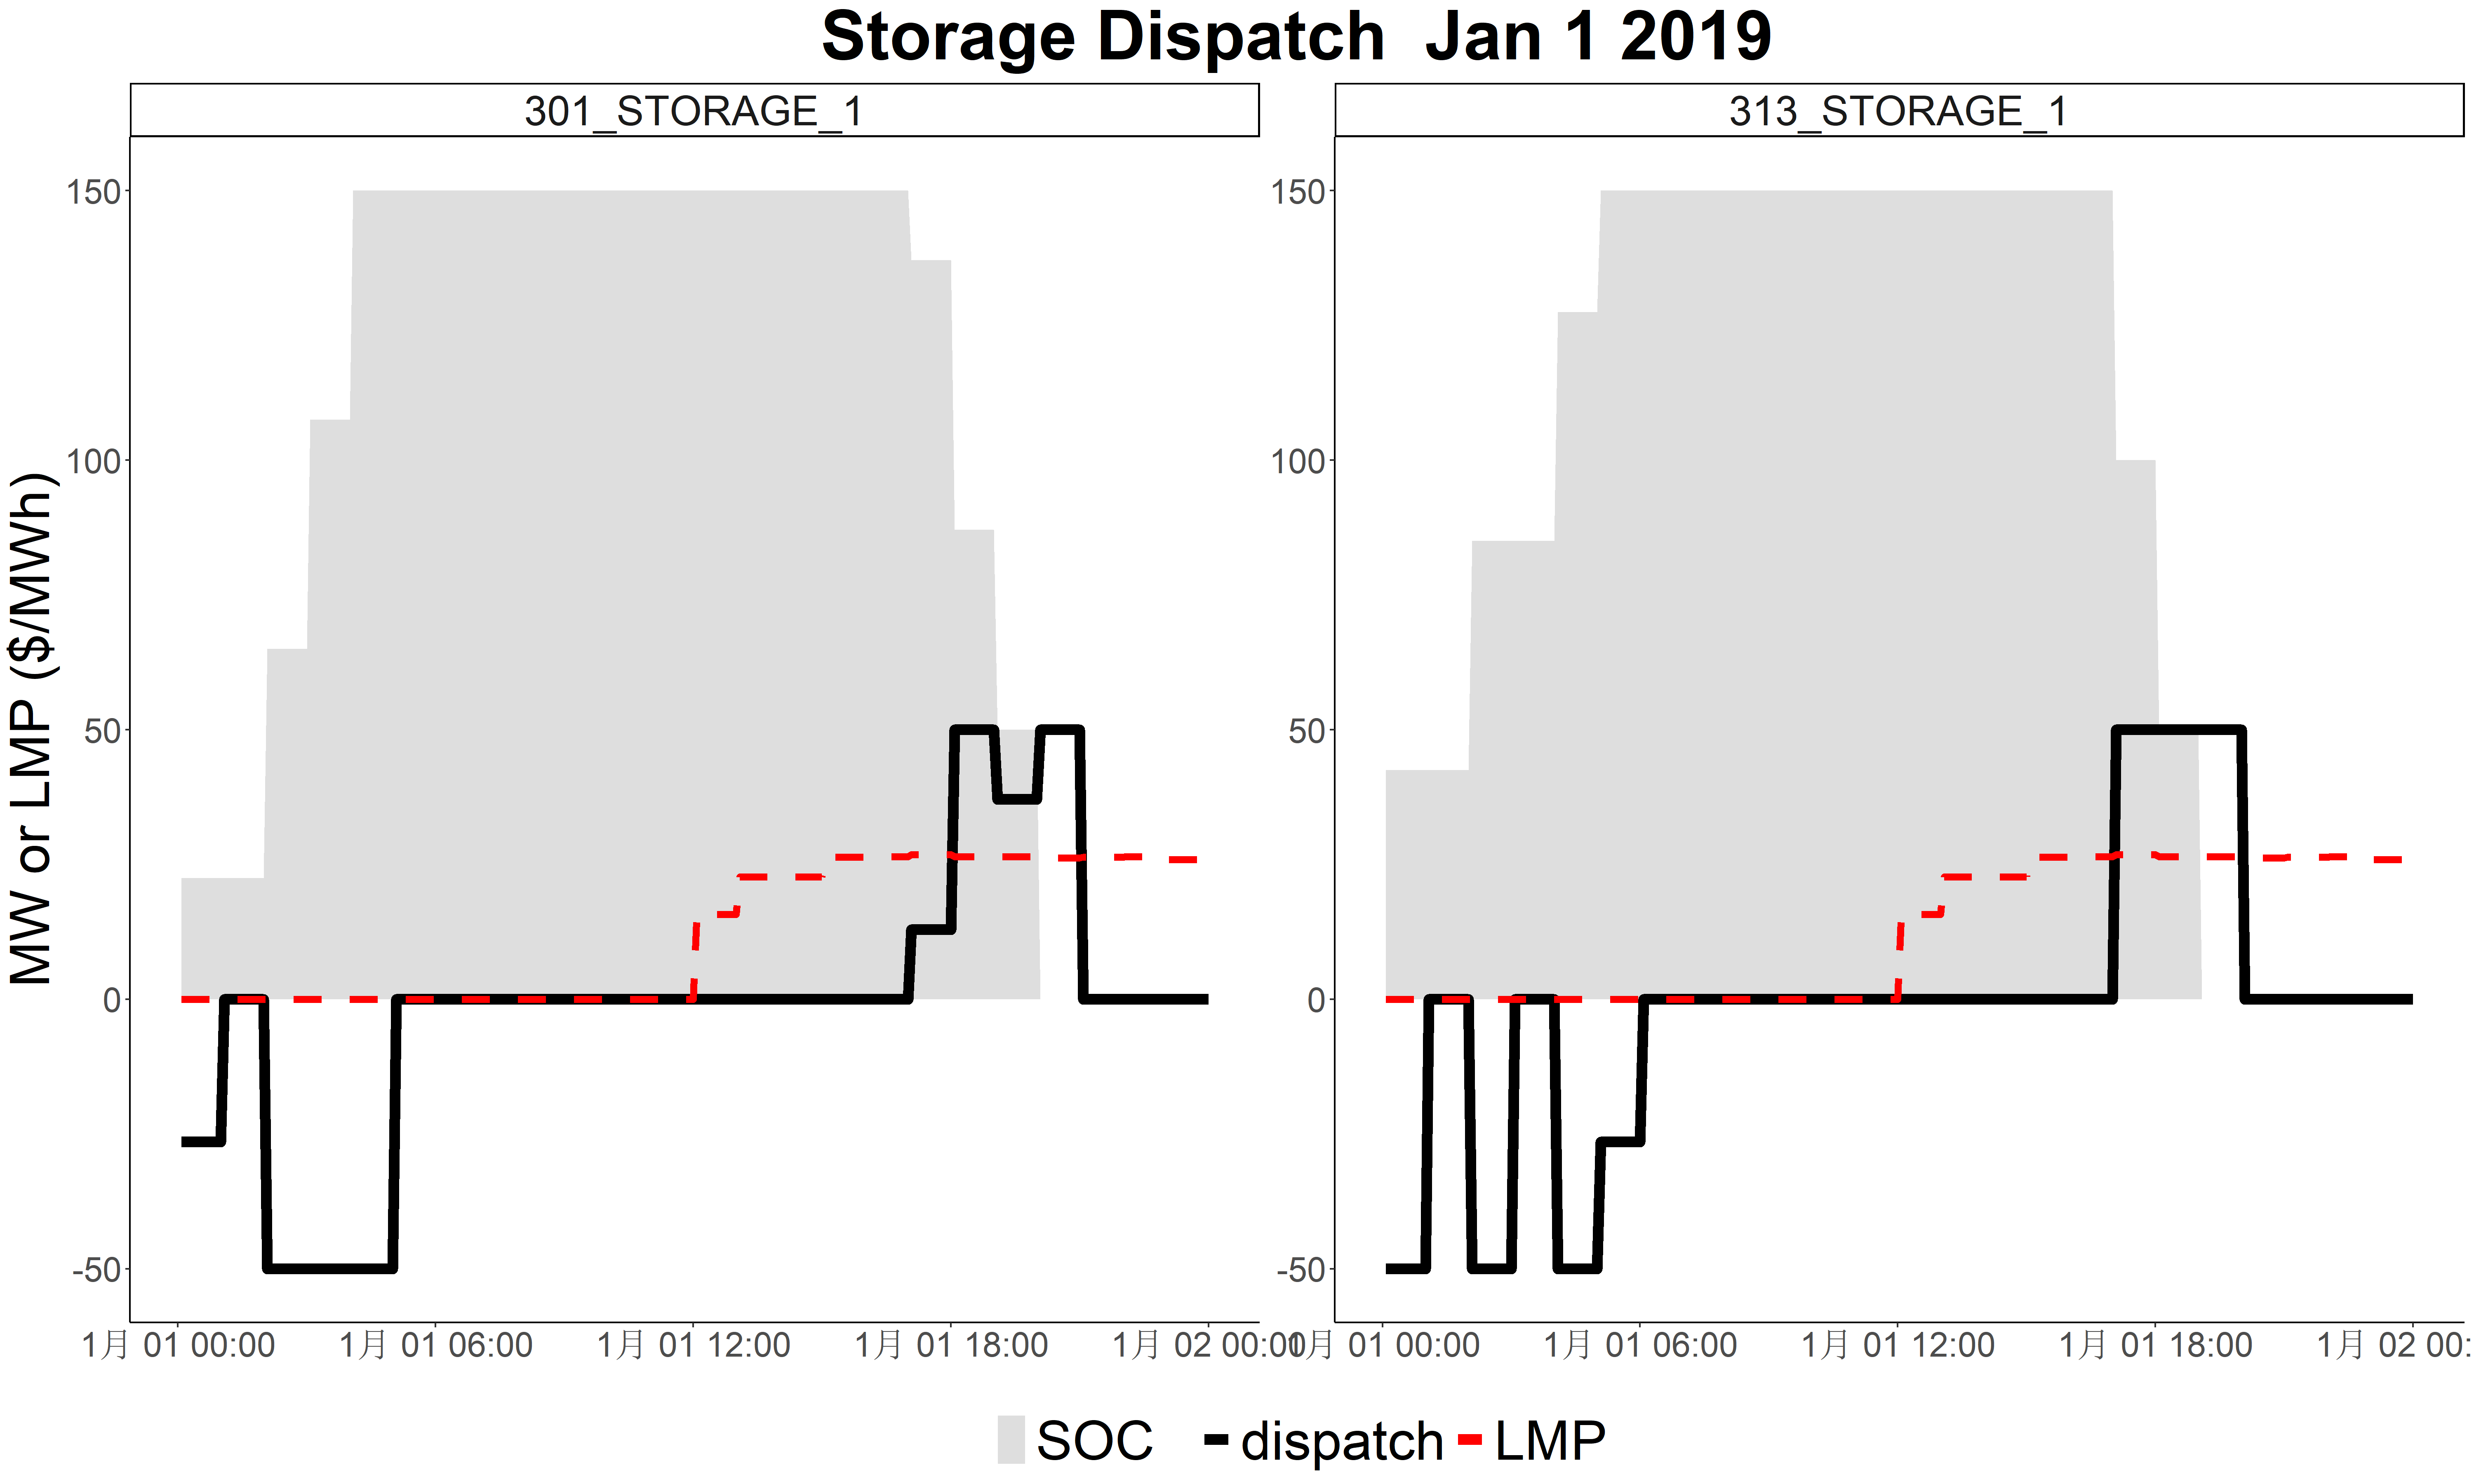 Storage Dispatch  Jan 1 2019
301_STORAGE_1
313_STORAGE_1
MW or LMP ($/MWh)
150
100
50
0
-50
150
100
50
0
-50
1月 01 00:00
1月 01 06:00
1月 01 12:00
1月 01 18:00
1月 02 00:00
1月 01 00:00
1月 01 06:00
1月 01 12:00
1月 01 18:00
1月 02 00:
SOC dispatch LMP